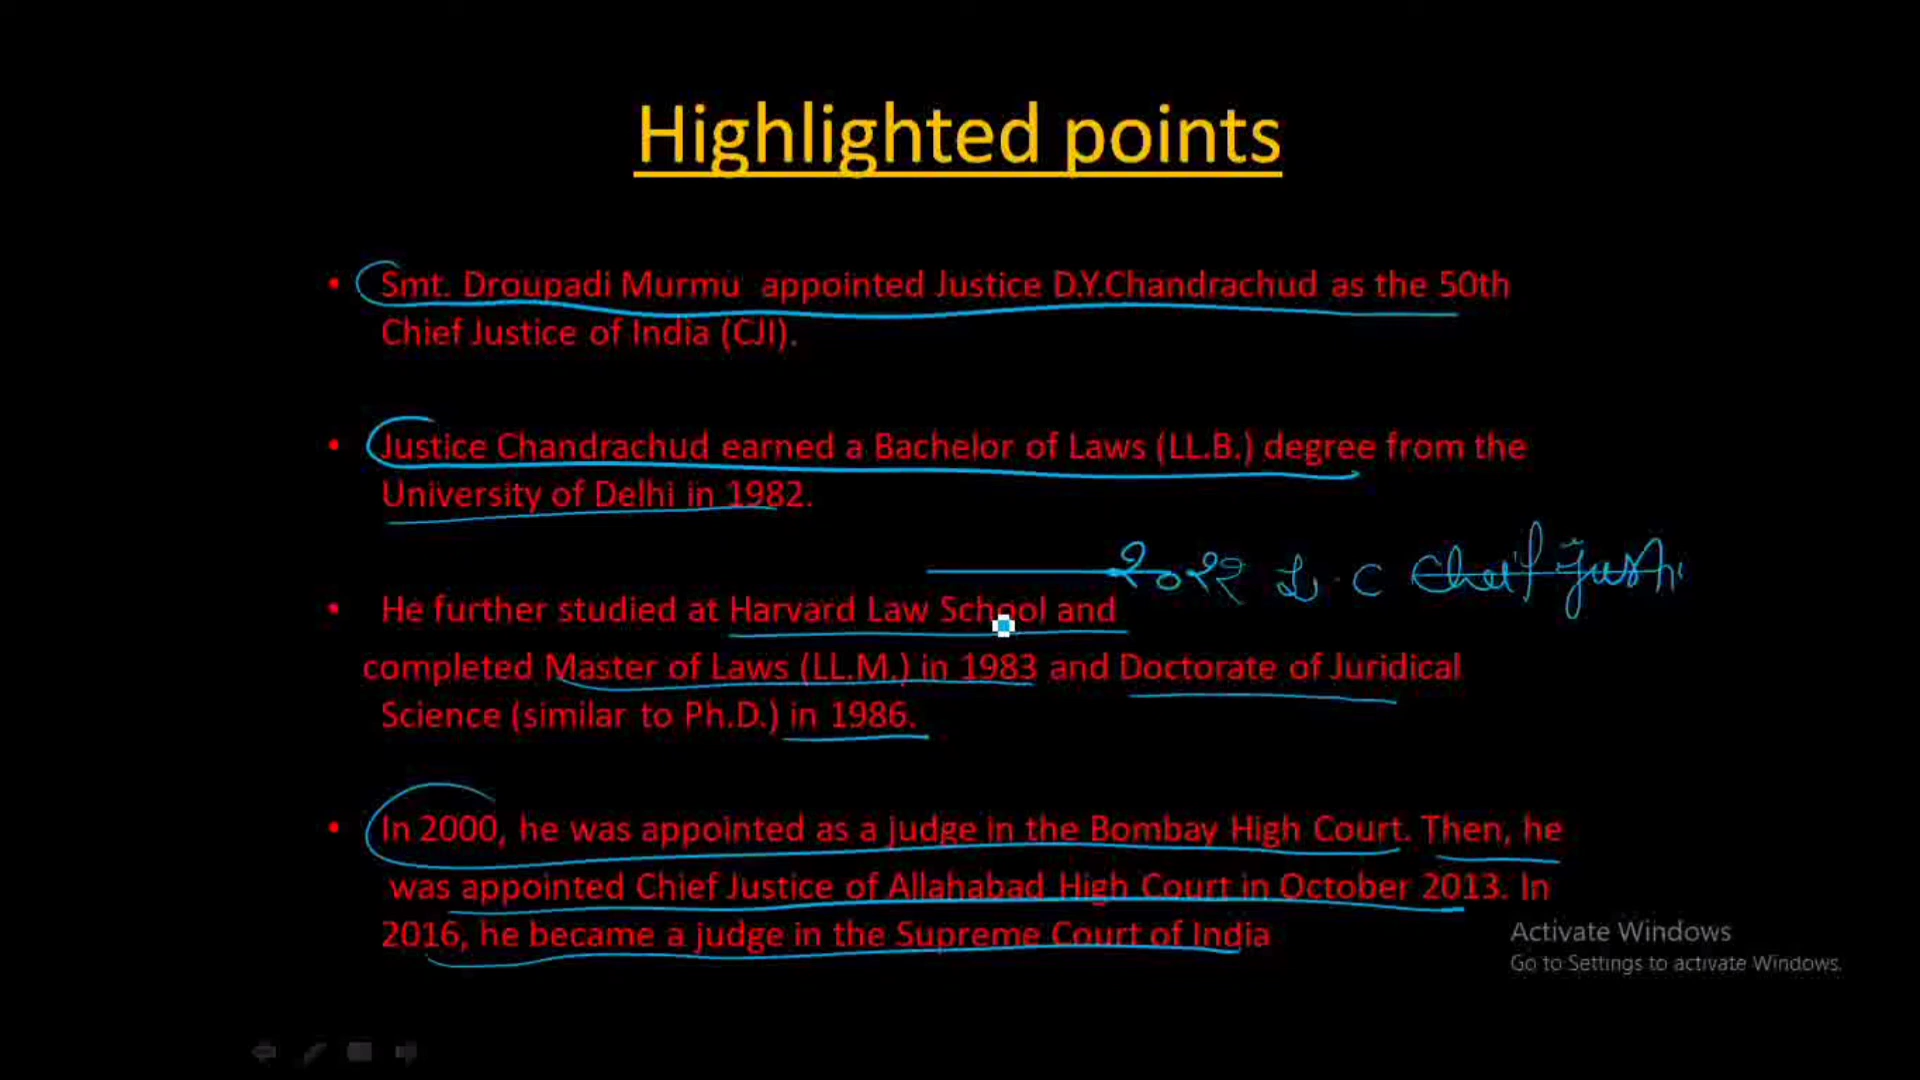 Highlighted points
• Smt. Droupadi Murmu appointed Justice D.Y.Chandrachud as the 50th
Chief Justice of India (CJI).
• Justice Chandrachud earned a Bachelor of Laws (LL.B.) degree from the
University of Delhi in 1982.
२०२२
• He further studied at Harvard Law School and
completed Master of Laws (LL.M.) in 1983 and Doctorate of Juridical
Science (similar to Ph.D.) in 1986.
• In 2000, he was appointed as a judge in the Bombay High Court. Then, he
was appointed Chief Justice of Allahabad High Court in October 2013. In
2016, he became a judge in the Supreme Court of India
Activate Windows
Go to Settings to activate Windows.